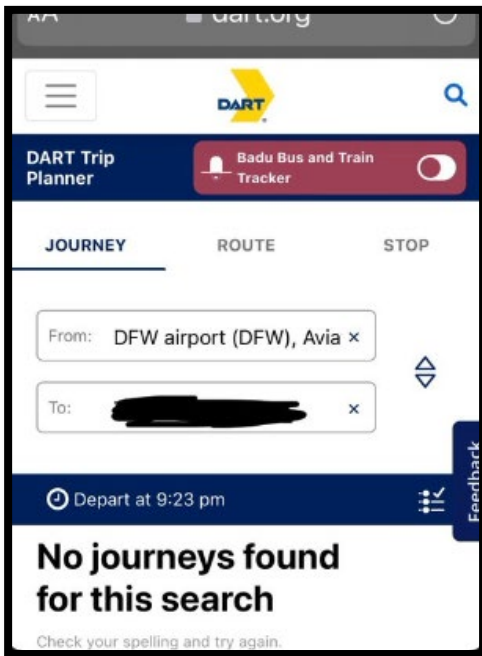 AA dart.org
DART
DART Trip Planner
Badu Bus and Train Tracker
JOURNEY ROUTE STOP
From: DFW airport (DFW), Avia ×
To: ×
Depart at 9:23 pm
Feedback
No journeys found
for this search
Check your spelling and try again.